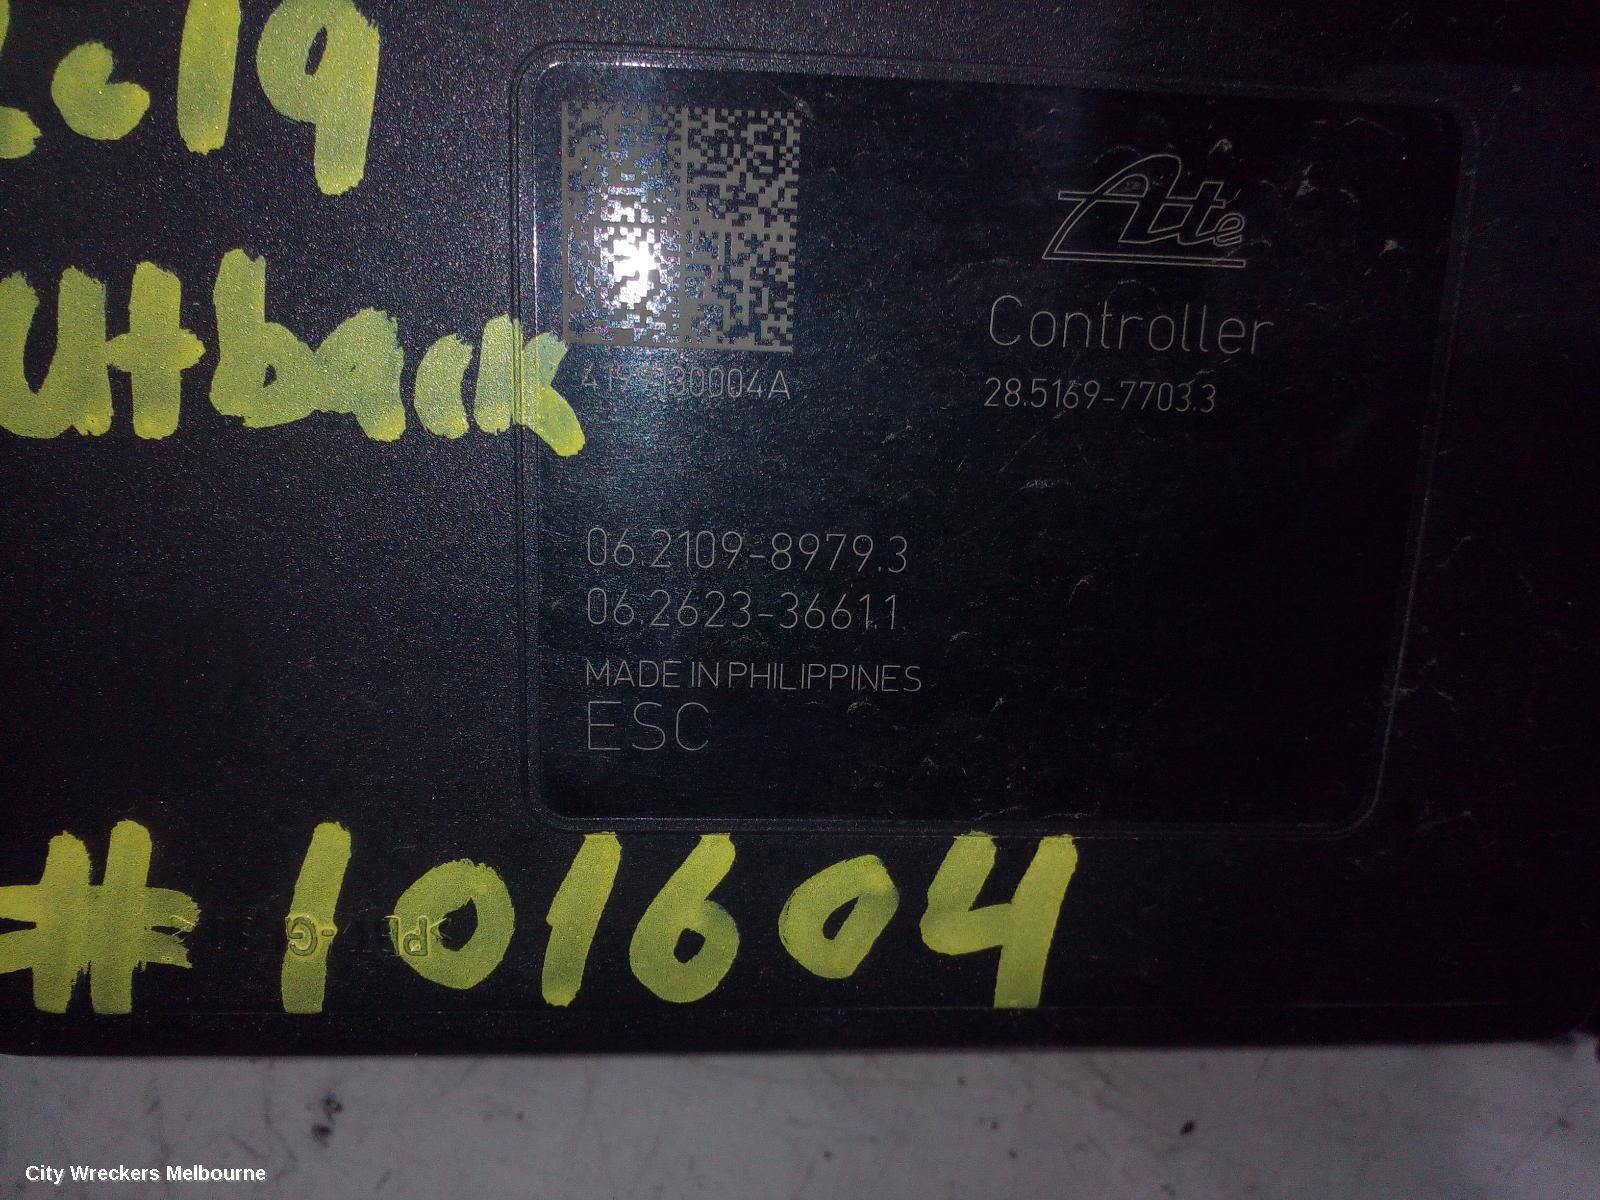 2019
Ate
Controller
28.5169-7703.3
utback
06.2109-8979.3
06.2623-3661.1
MADE IN PHILIPPINES
ESC
# 101604
City Wreckers Melbourne